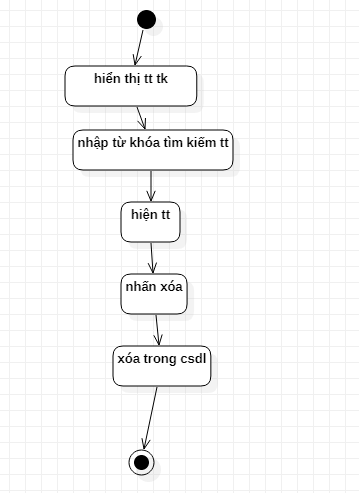 hiển thị tt tk
nhập từ khóa tìm kiếm tt
hiện tt
nhấn xóa
xóa trong csdl